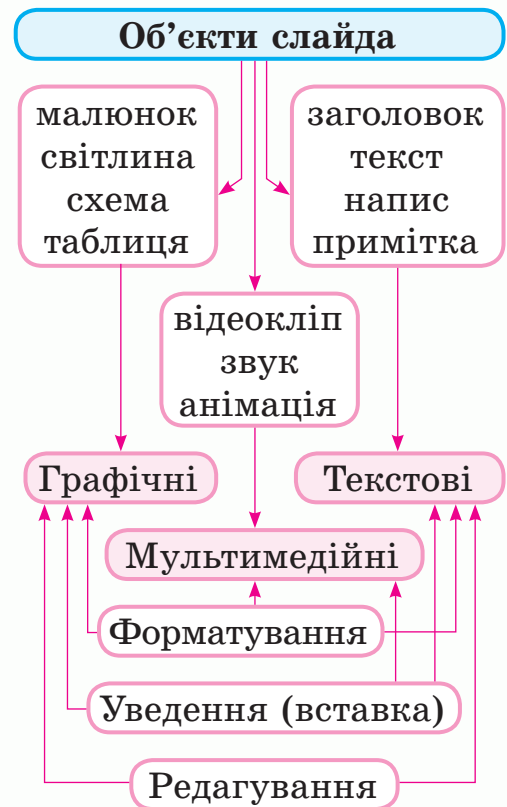 Об’єкти слайда
малюнок
світлина
схема
таблиця
заголовок
текст
напис
примітка
відеокліп
звук
анімація
Графічні
Текстові
Мультимедійні
Форматування
Уведення (вставка)
Редагування